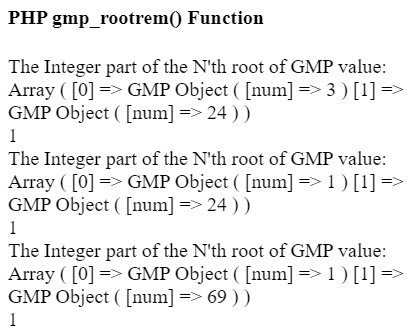 PHP gmp_rootrem() Function
The Integer part of the N'th root of GMP value:
Array ( [0] => GMP Object ( [num] => 3 ) [1] =>
GMP Object ( [num] => 24 ) )
1
The Integer part of the N'th root of GMP value:
Array ( [0] => GMP Object ( [num] => 1 ) [1] =>
GMP Object ( [num] => 24 ) )
1
The Integer part of the N'th root of GMP value:
Array ( [0] => GMP Object ( [num] => 1 ) [1] =>
GMP Object ( [num] => 69 ) )
1